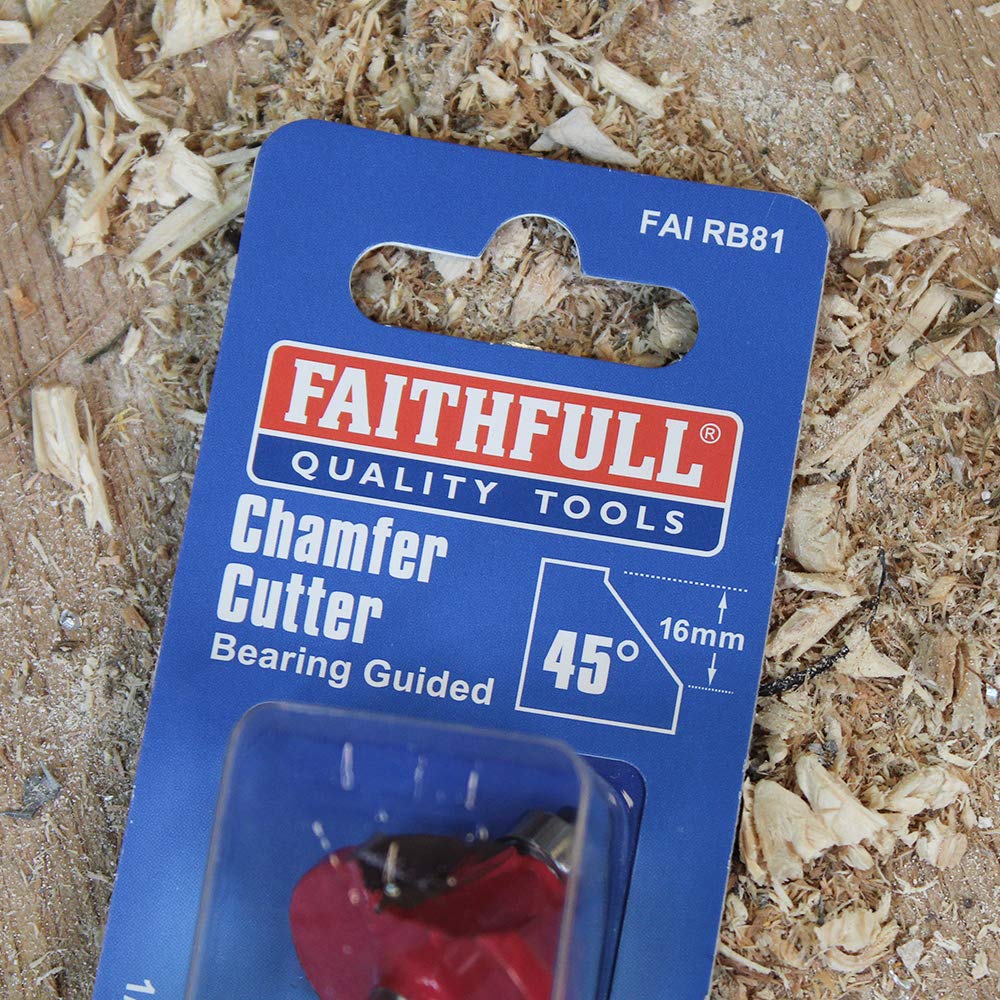 FAI RB81
FAITHFULL®
QUALITY TOOLS
Chamfer
Cutter
Bearing Guided
45°
16mm